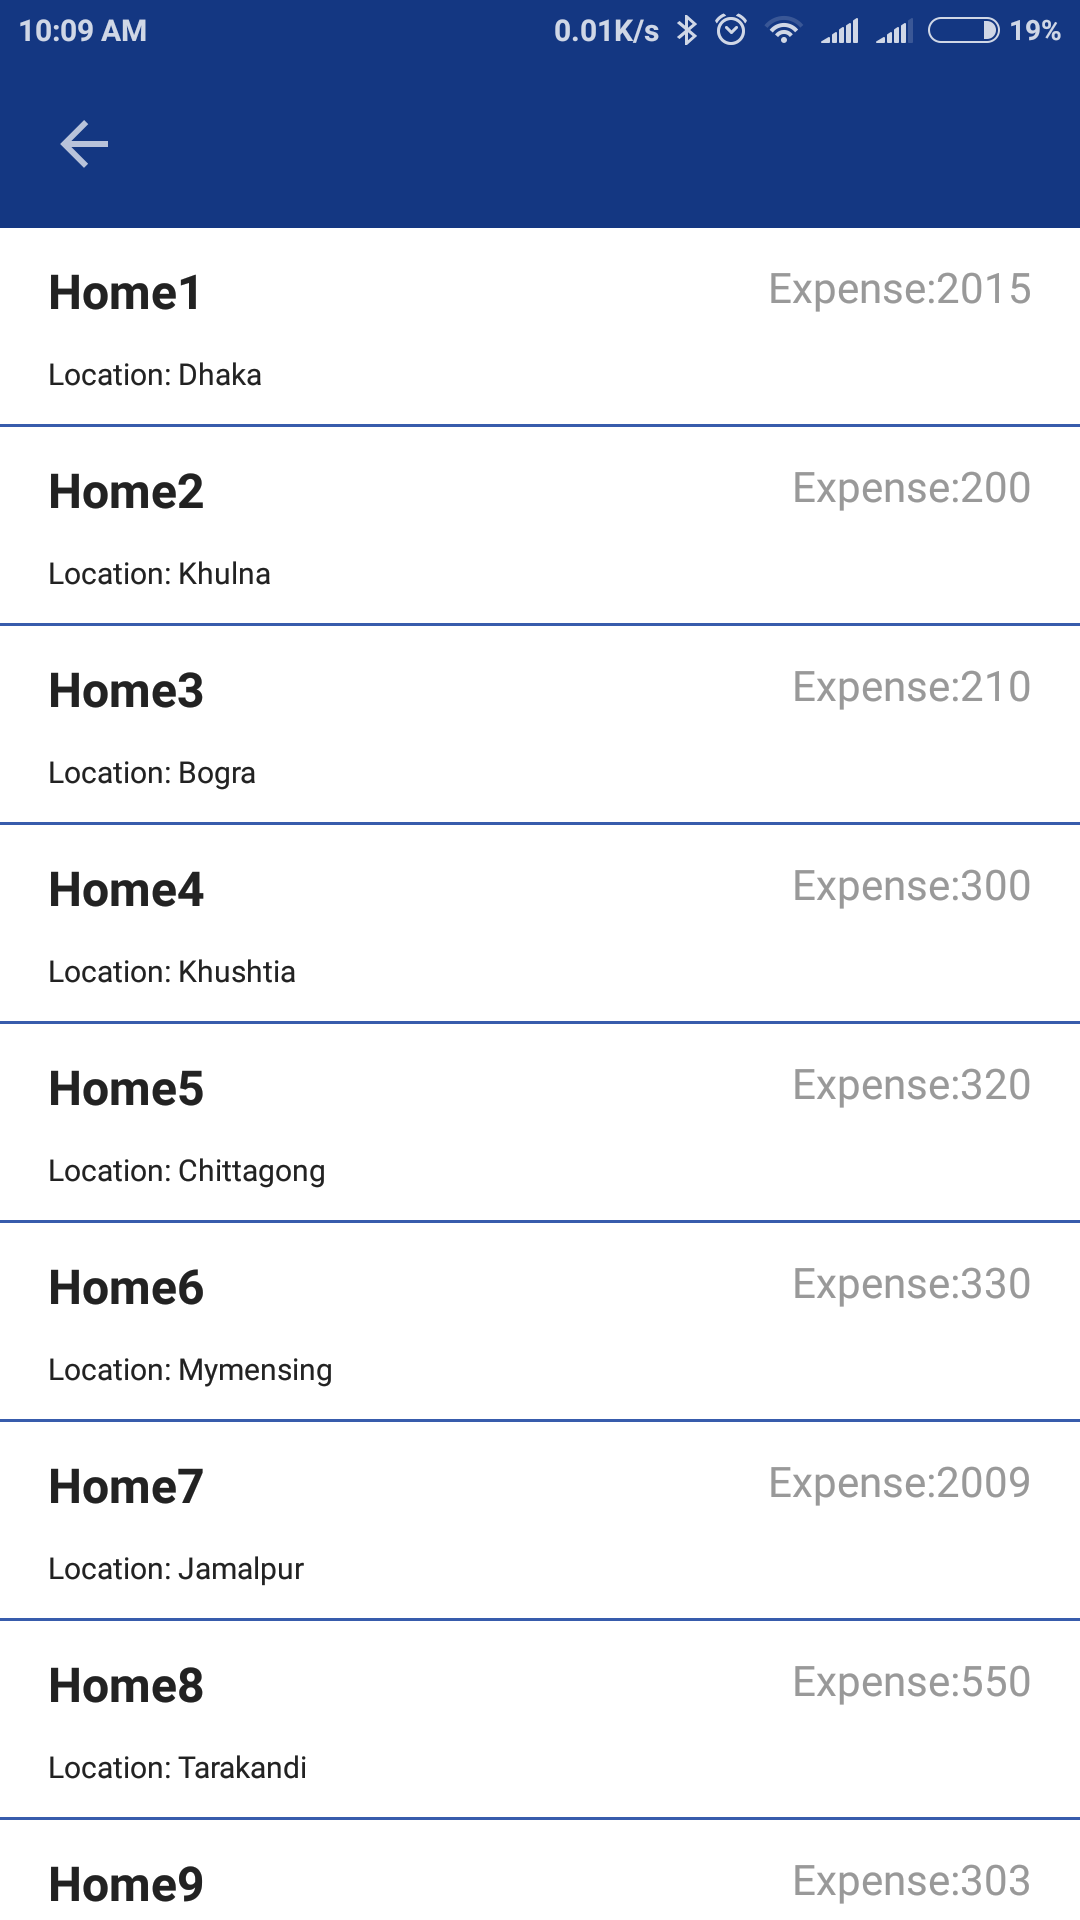 10:09 AM 0.01K/s 19%
Home1 Expense:2015
Location: Dhaka
Home2 Expense:200
Location: Khulna
Home3 Expense:210
Location: Bogra
Home4 Expense:300
Location: Khushtia
Home5 Expense:320
Location: Chittagong
Home6 Expense:330
Location: Mymensing
Home7 Expense:2009
Location: Jamalpur
Home8 Expense:550
Location: Tarakandi
Home9 Expense:303